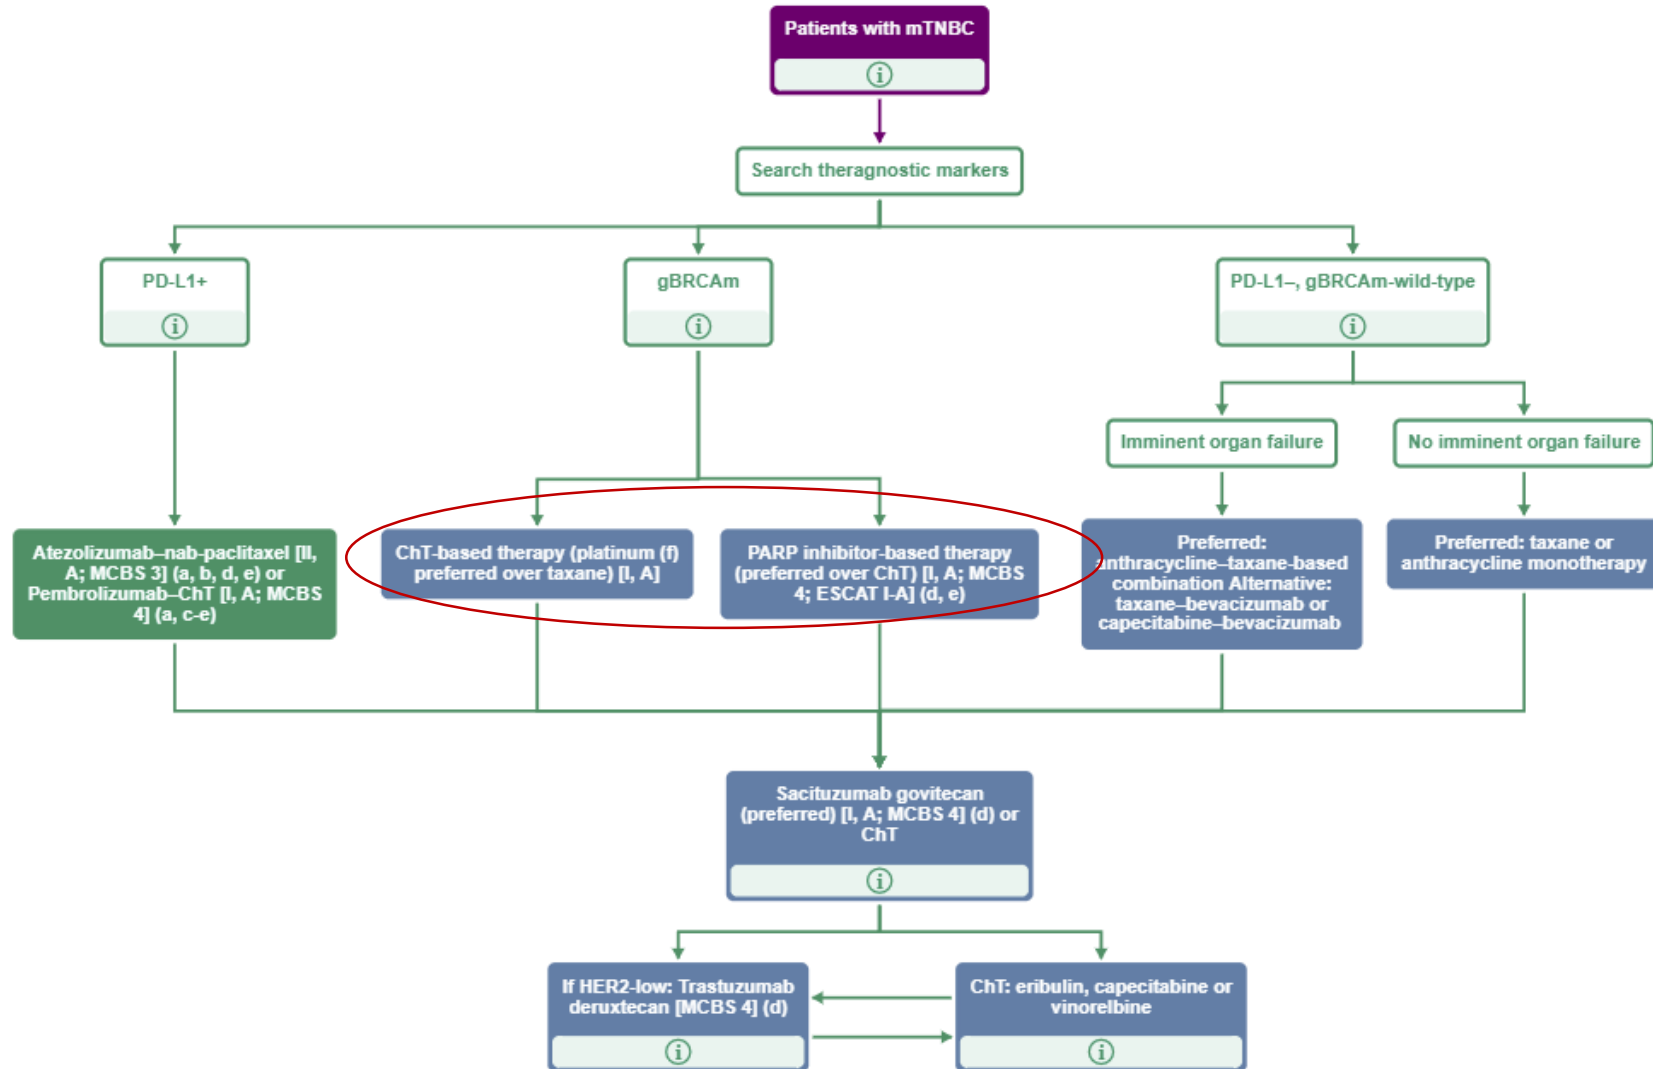 Patients with mTNBC
i
Search theragnostic markers
PD-L1+
i
gBRCAm
i
PD-L1–, gBRCAm-wild-type
i
Imminent organ failure
No imminent organ failure
Atezolizumab–nab-paclitaxel [II,
A; MCBS 3] (a, b, d, e) or
Pembrolizumab–ChT [I, A; MCBS
4] (a, c-e)
ChT-based therapy (platinum (f)
preferred over taxane) [I, A]
PARP inhibitor-based therapy
(preferred over ChT) [I, A; MCBS
4; ESCAT I-A] (d, e)
Preferred:
anthracycline–taxane-based
combination Alternative:
taxane–bevacizumab or
capecitabine–bevacizumab
Preferred: taxane or
anthracycline monotherapy
Sacituzumab govitecan
(preferred) [I, A; MCBS 4] (d) or
ChT
i
If HER2-low: Trastuzumab
deruxtecan [MCBS 4] (d)
i
ChT: eribulin, capecitabine or
vinorelbine
i